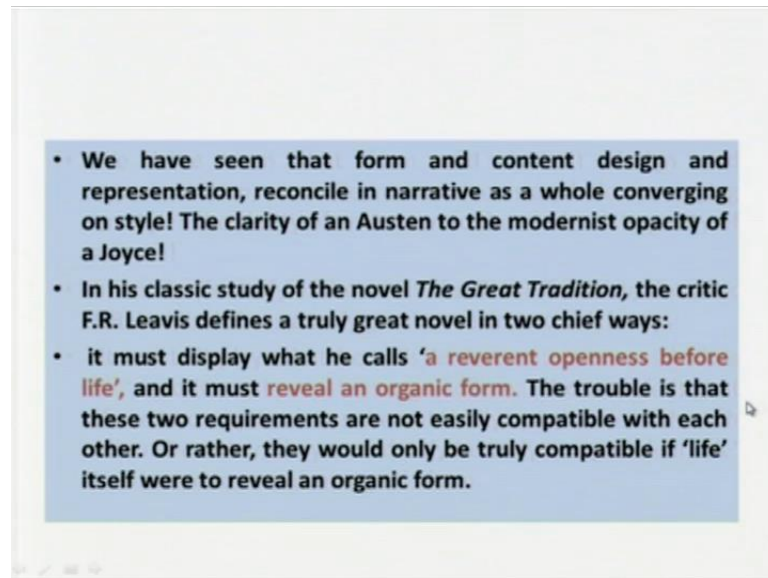 • We have seen that form and content design and
representation, reconcile in narrative as a whole converging
on style! The clarity of an Austen to the modernist opacity of
a Joyce!
• In his classic study of the novel The Great Tradition, the critic
F.R. Leavis defines a truly great novel in two chief ways:
• it must display what he calls ‘a reverent openness before
life’, and it must reveal an organic form. The trouble is that
these two requirements are not easily compatible with each
other. Or rather, they would only be truly compatible if ‘life’
itself were to reveal an organic form.